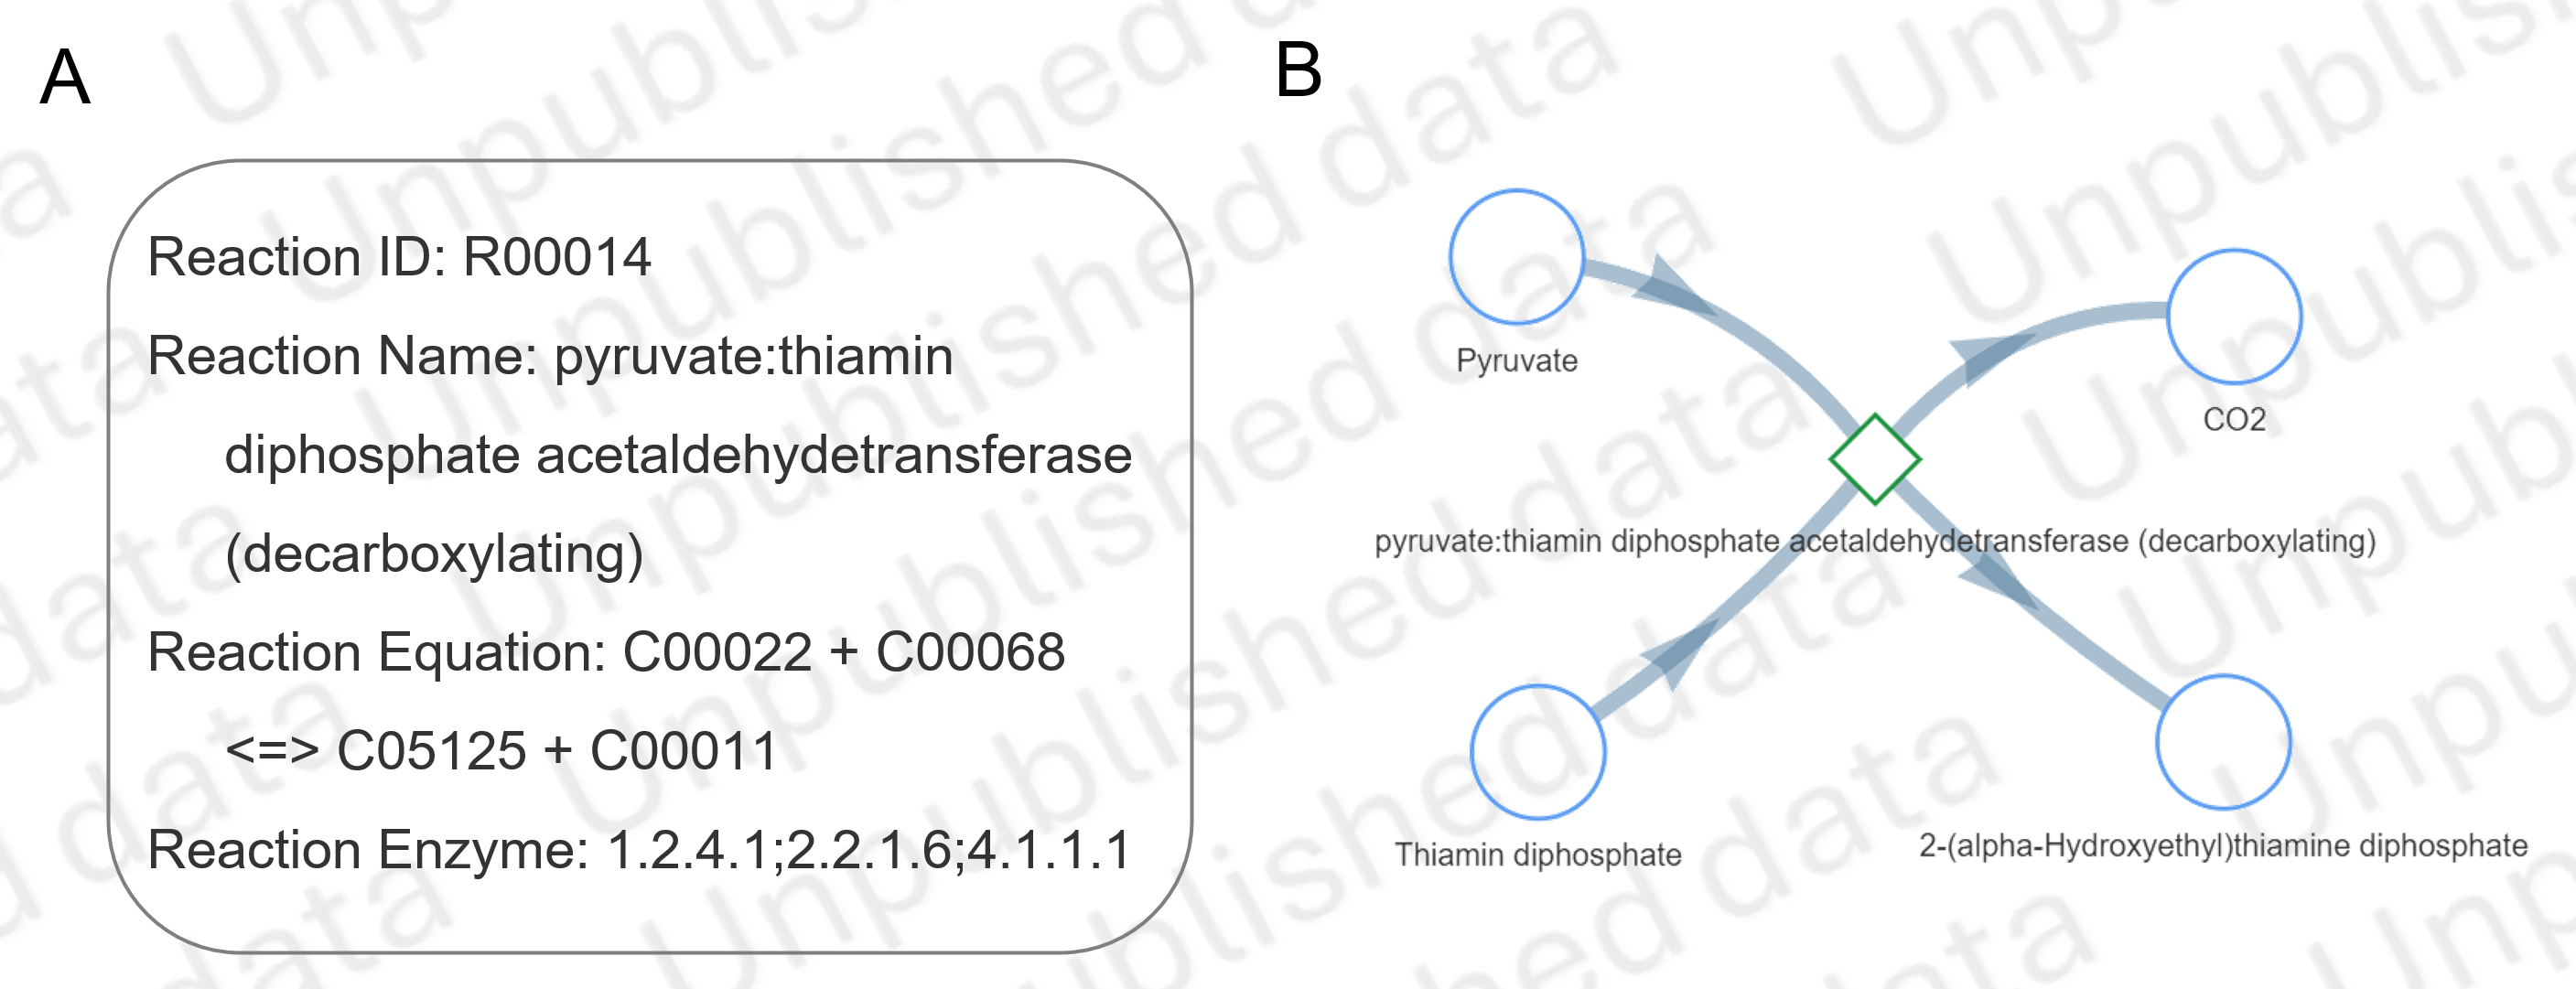 A
Reaction ID: R00014
Reaction Name: pyruvate:thiamin
diphosphate acetaldehydetransferase
(decarboxylating)
Reaction Equation: C00022 + C00068
<=> C05125 + C00011
Reaction Enzyme: 1.2.4.1;2.2.1.6;4.1.1.1
B
Pyruvate
CO2
pyruvate:thiamin diphosphate acetaldehydetransferase (decarboxylating)
Thiamin diphosphate
2-(alpha-Hydroxyethyl)thiamine diphosphate
Unpublished data